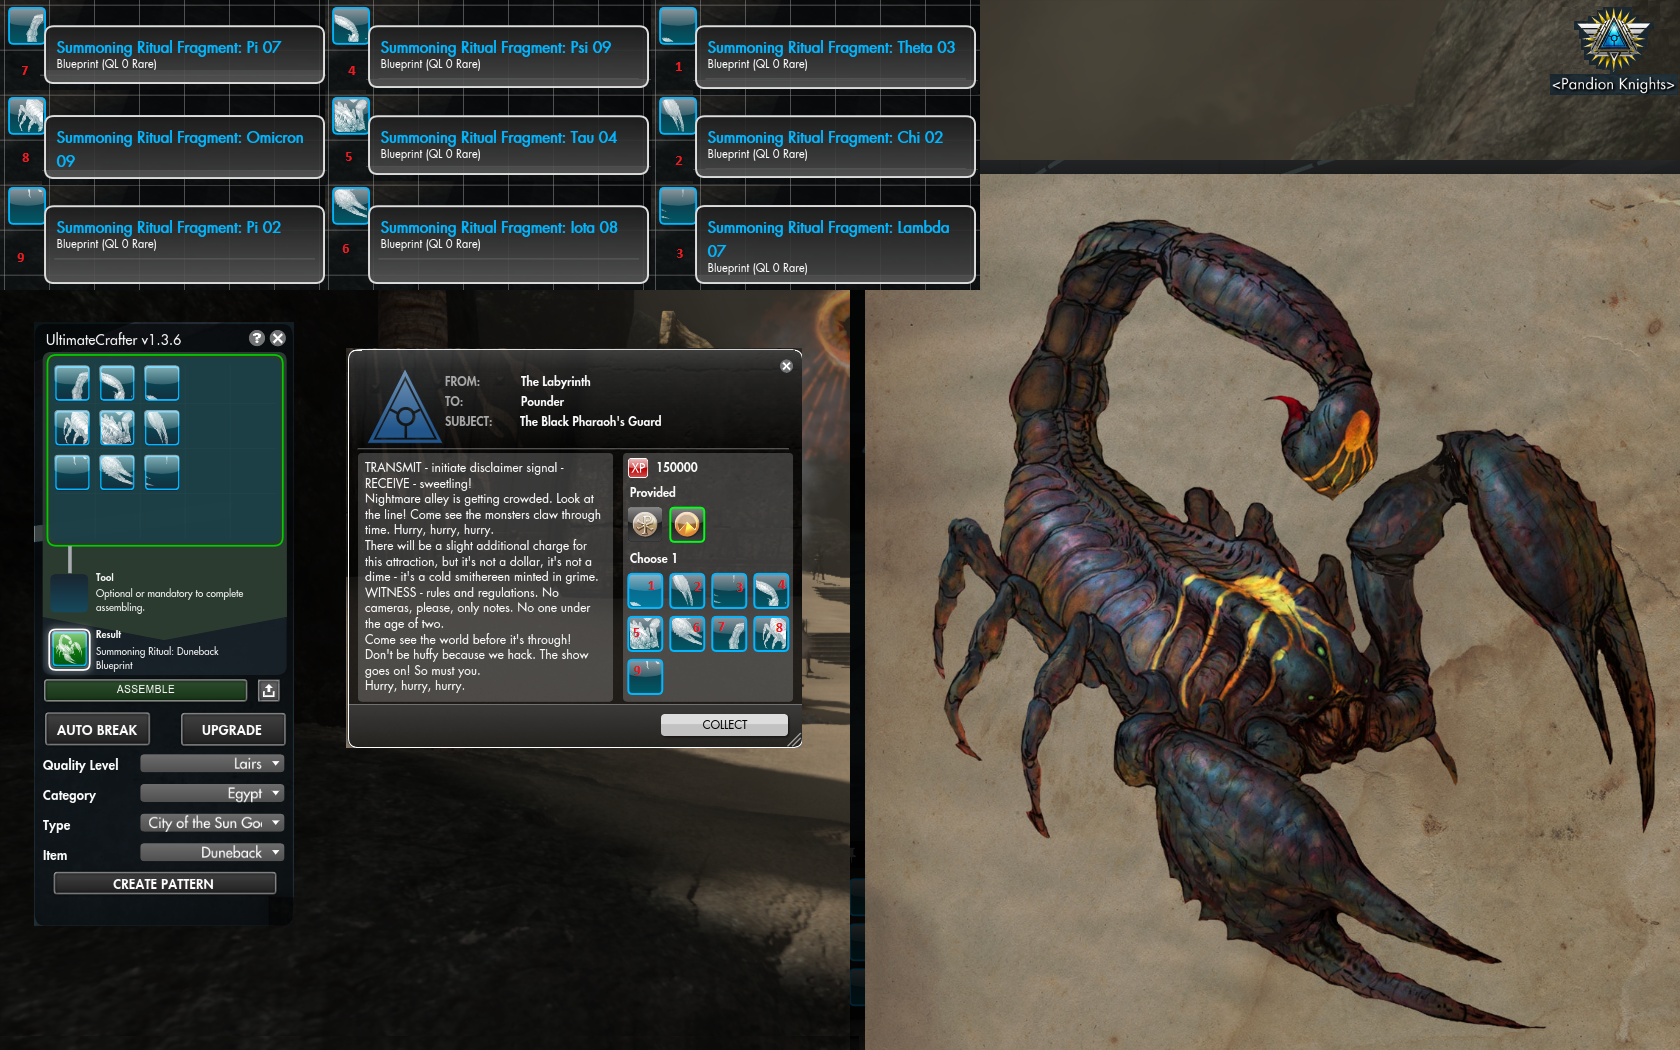 Summoning Ritual Fragment: Pi 07
Blueprint (QL 0 Rare)
7
Summoning Ritual Fragment: Psi 09
Blueprint (QL 0 Rare)
4
Summoning Ritual Fragment: Theta 03
Blueprint (QL 0 Rare)
1
<Pandion Knights>
Summoning Ritual Fragment: Omicron
09
8
Summoning Ritual Fragment: Tau 04
Blueprint (QL 0 Rare)
5
Summoning Ritual Fragment: Chi 02
Blueprint (QL 0 Rare)
2
Summoning Ritual Fragment: Pi 02
Blueprint (QL 0 Rare)
9
Summoning Ritual Fragment: Iota 08
Blueprint (QL 0 Rare)
6
Summoning Ritual Fragment: Lambda
07
Blueprint (QL 0 Rare)
3
UltimateCrafter v1.3.6
?
Tool
Optional or mandatory to complete
assembling.
Result
Summoning Ritual: Duneback
Blueprint
ASSEMBLE
AUTO BREAK
UPGRADE
Quality Level
Lairs
Category
Egypt
Type
City of the Sun Go
Item
Duneback
CREATE PATTERN
FROM:
The Labyrinth
TO:
Pounder
SUBJECT:
The Black Pharaoh's Guard
TRANSMIT - initiate disclaimer signal -
RECEIVE - sweetling!
Nightmare alley is getting crowded. Look at
the line! Come see the monsters claw through
time. Hurry, hurry, hurry.
There will be a slight additional charge for
this attraction, but it's not a dollar, it's not a
dime - it's a cold smithereen minted in grime.
WITNESS - rules and regulations. No
cameras, please, only notes. No one under
the age of two.
Come see the world before it's through!
Don't be huffy because we hack. The show
goes on! So must you.
Hurry, hurry, hurry.
XP
150000
Provided
Choose 1
1
2
3
4
5
6
7
8
9
COLLECT